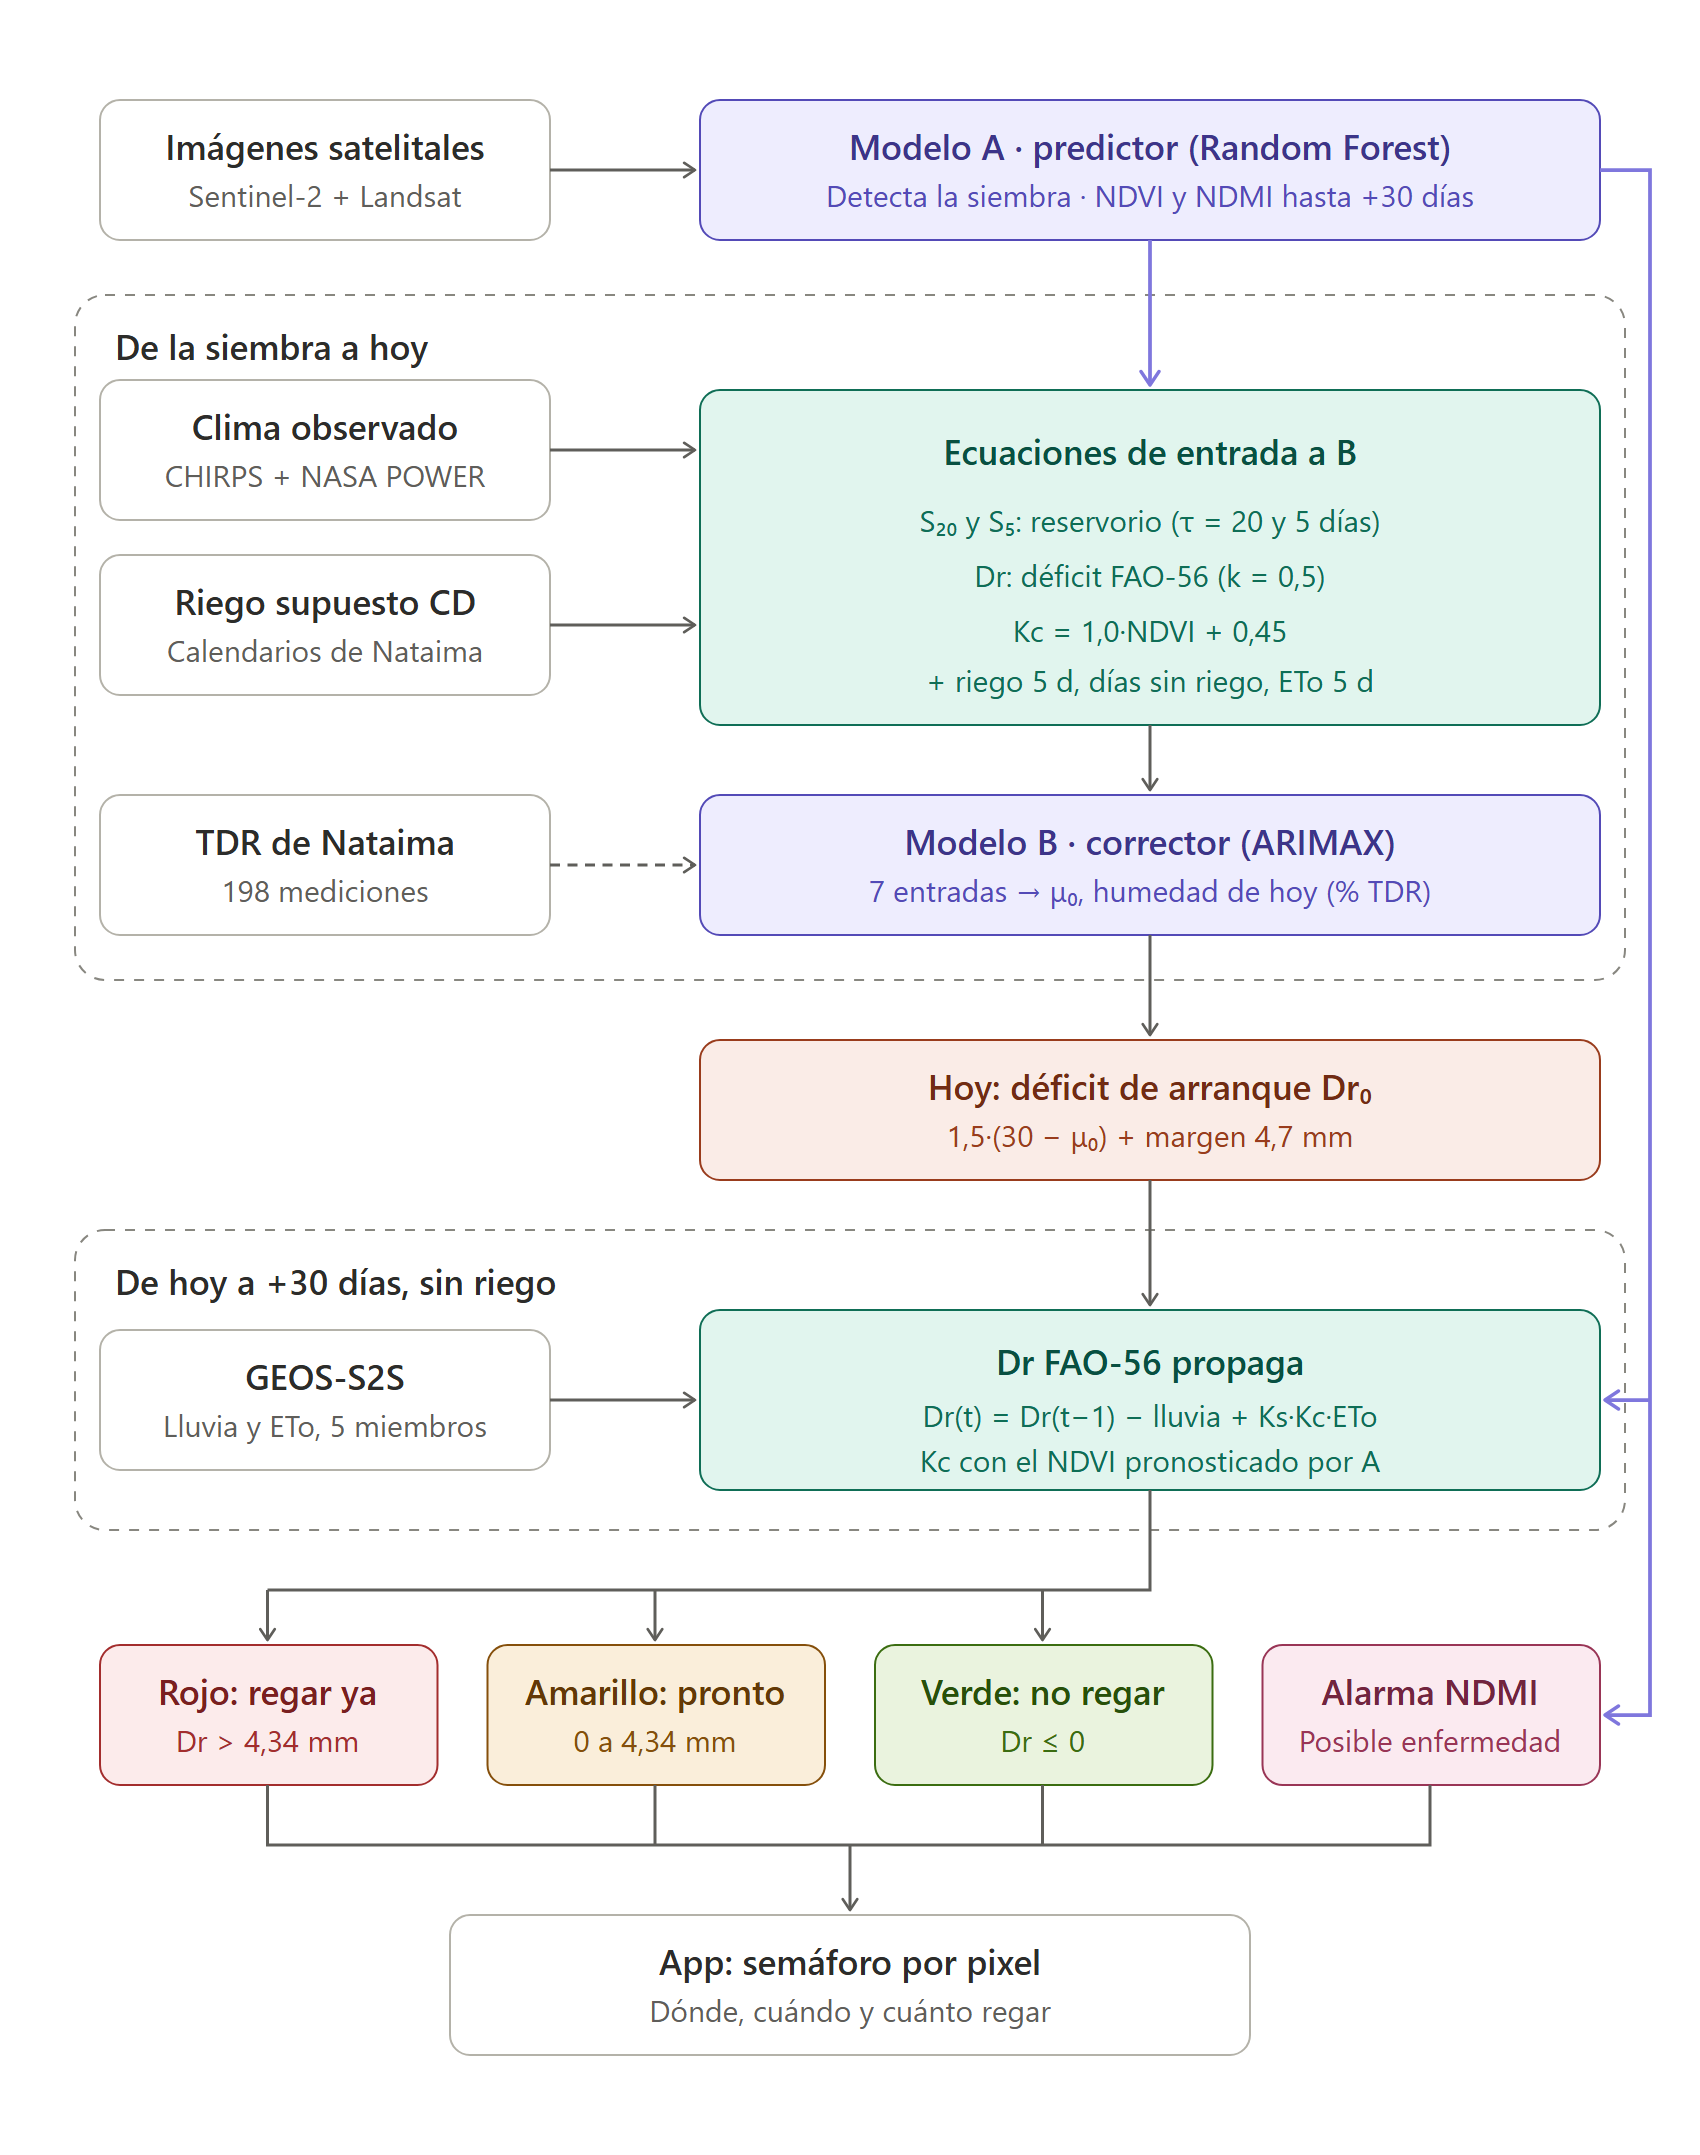 Imágenes satelitales
Sentinel-2 + Landsat
Modelo A · predictor (Random Forest)
Detecta la siembra · NDVI y NDMI hasta +30 días
De la siembra a hoy
Clima observado
CHIRPS + NASA POWER
Riego supuesto CD
Calendarios de Nataima
Ecuaciones de entrada a B
S₂₀ y S₅: reservorio (τ = 20 y 5 días)
Dr: déficit FAO-56 (k = 0,5)
Kc = 1,0·NDVI + 0,45
+ riego 5 d, días sin riego, ETo 5 d
TDR de Nataima
198 mediciones
Modelo B · corrector (ARIMAX)
7 entradas → µ₀, humedad de hoy (% TDR)
Hoy: déficit de arranque Dr₀
1,5·(30 − µ₀) + margen 4,7 mm
De hoy a +30 días, sin riego
GEOS-S2S
Lluvia y ETo, 5 miembros
Dr FAO-56 propaga
Dr(t) = Dr(t−1) − lluvia + Ks·Kc·ETo
Kc con el NDVI pronosticado por A
Rojo: regar ya
Dr > 4,34 mm
Amarillo: pronto
0 a 4,34 mm
Verde: no regar
Dr ≤ 0
Alarma NDMI
Posible enfermedad
App: semáforo por pixel
Dónde, cuándo y cuánto regar